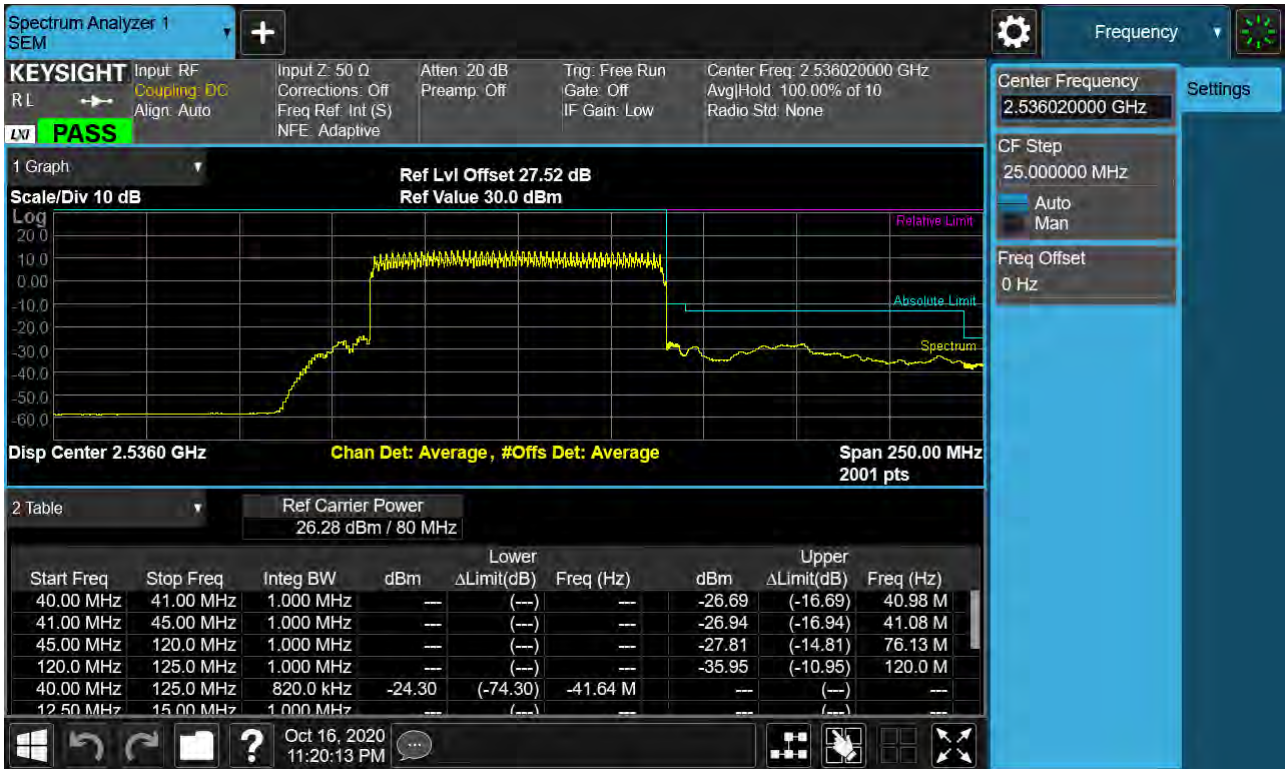 Spectrum Analyzer 1
SEM
Frequency
KEYSIGHT
R L
LXI
PASS
Input: RF
Coupling: DC
Align: Auto
Input Z: 50 Ω
Corrections: Off
Freq Ref: Int (S)
NFE: Adaptive
Atten: 20 dB
Preamp: Off
Trig: Free Run
Gate: Off
IF Gain: Low
Center Freq: 2.536020000 GHz
Avg|Hold: 100.00% of 10
Radio Std: None
Center Frequency
2.536020000 GHz
Settings
CF Step
25.000000 MHz
Auto
Man
Freq Offset
0 Hz
1 Graph
Scale/Div 10 dB
Ref Lvl Offset 27.52 dB
Ref Value 30.0 dBm
Log
20.0
10.0
0.00
-10.0
-20.0
-30.0
-40.0
-50.0
-60.0
Relative Limit
Absolute Limit
Spectrum
Disp Center 2.5360 GHz
Chan Det: Average, #Offs Det: Average
Span 250.00 MHz
2001 pts
2 Table
Ref Carrier Power
26.28 dBm / 80 MHz
Lower Upper
Start Freq Stop Freq Integ BW dBm ΔLimit(dB) Freq (Hz) dBm ΔLimit(dB) Freq (Hz)
40.00 MHz 41.00 MHz 1.000 MHz --- (---) --- -26.69 (-16.69) 40.98 M
41.00 MHz 45.00 MHz 1.000 MHz --- (---) --- -26.94 (-16.94) 41.08 M
45.00 MHz 120.0 MHz 1.000 MHz --- (---) --- -27.81 (-14.81) 76.13 M
120.0 MHz 125.0 MHz 1.000 MHz --- (---) --- -35.95 (-10.95) 120.0 M
40.00 MHz 125.0 MHz 820.0 kHz -24.30 (-74.30) -41.64 M --- (---) ---
12.50 MHz 15.00 MHz 1.000 MHz --- (---) --- --- (---) ---
Oct 16, 2020
11:20:13 PM